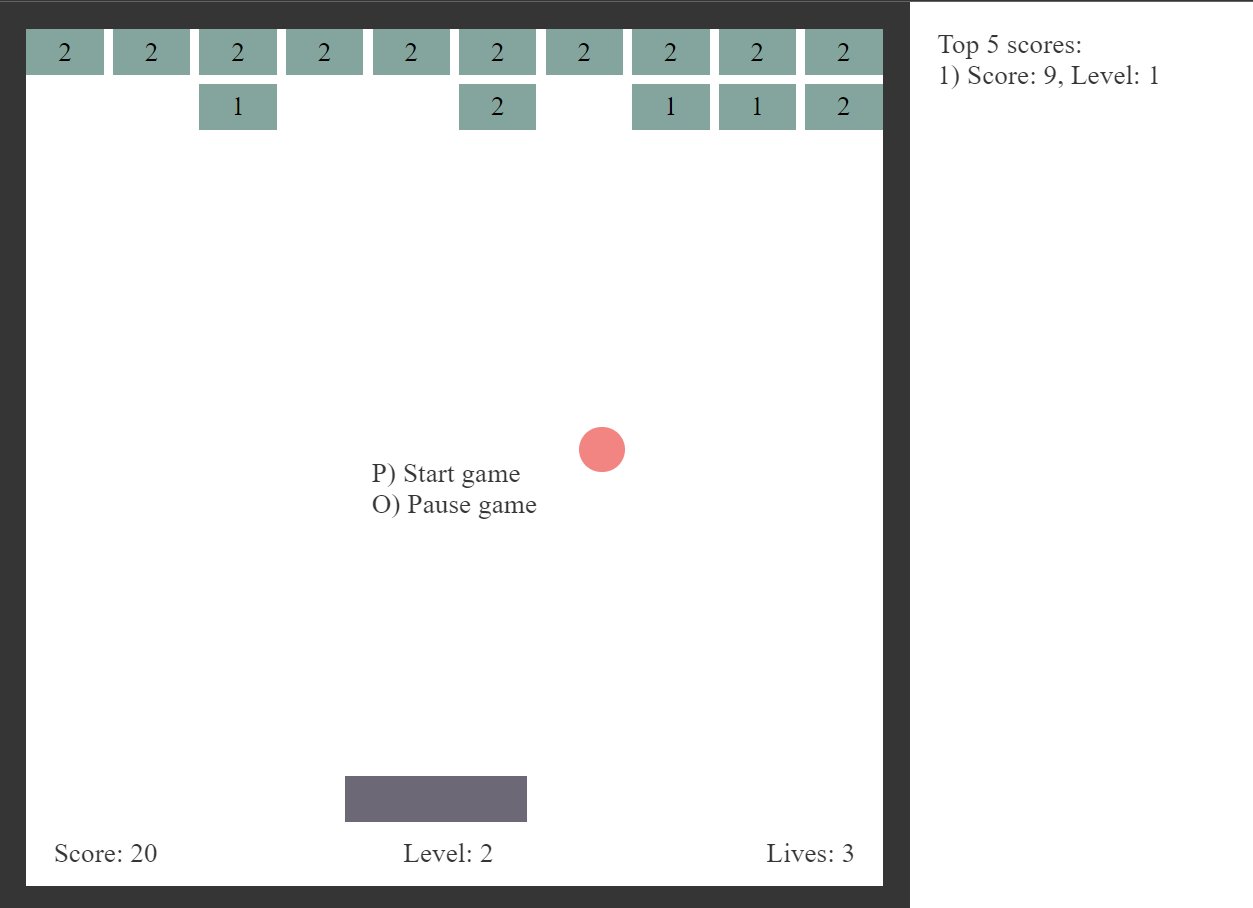 2 2 2 2 2 2 2 2 2 2
1 2 1 1 2
P) Start game
O) Pause game
Score: 20 Level: 2 Lives: 3
Top 5 scores:
1) Score: 9, Level: 1